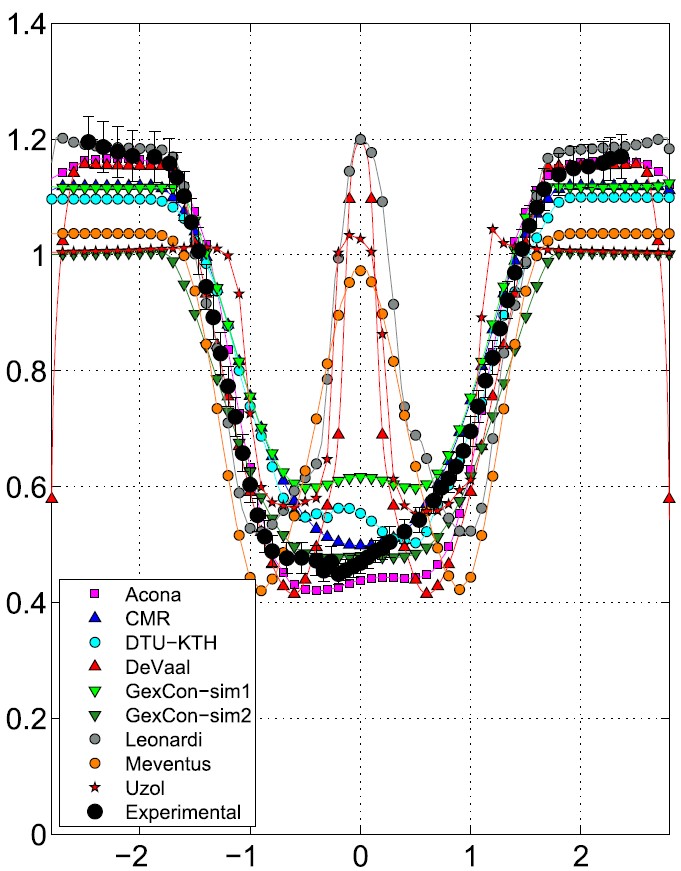 1.4
1.2
1
0.8
0.6
0.4
0.2
0
Acona
CMR
DTU−KTH
DeVaal
GexCon−sim1
GexCon−sim2
Leonardi
Meventus
Uzol
Experimental
−2 −1 0 1 2